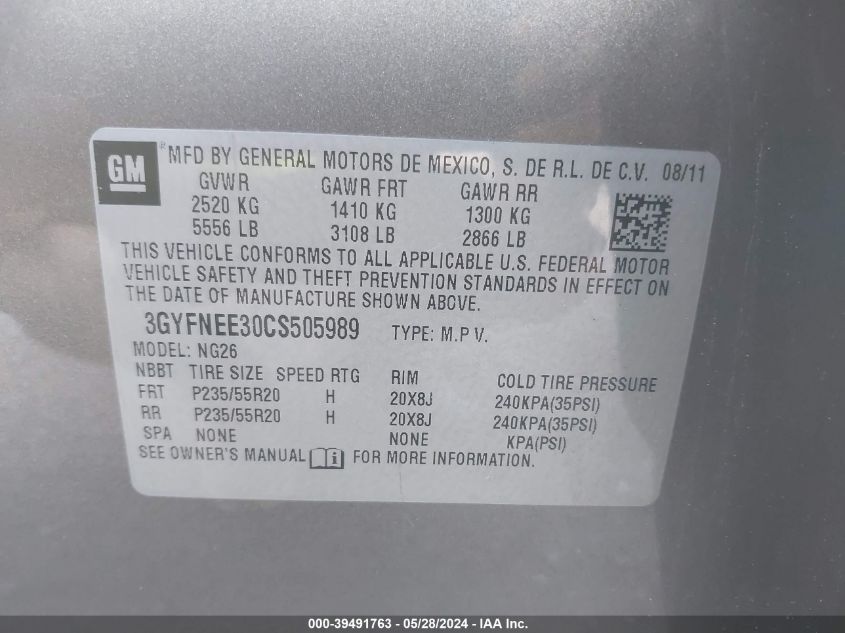 GM ® MFD BY GENERAL MOTORS DE MEXICO, S. DE R.L. DE C.V. 08/11
GVWR GAWR FRT GAWR RR
2520 KG 1410 KG 1300 KG
5556 LB 3108 LB 2866 LB
THIS VEHICLE CONFORMS TO ALL APPLICABLE U.S. FEDERAL MOTOR
VEHICLE SAFETY AND THEFT PREVENTION STANDARDS IN EFFECT ON
THE DATE OF MANUFACTURE SHOWN ABOVE.
3GYFNEE30CS505989 TYPE: M.P V.
MODEL: NG26
NBBT TIRE SIZE SPEED RTG RIM COLD TIRE PRESSURE
FRT P235/55R20 H 20X8J 240KPA(35PSI)
RR P235/55R20 H 20X8J 240KPA(35PSI)
SPA NONE NONE KPA(PSI)
SEE OWNER'S MANUAL i FOR MORE INFORMATION.
000-39491763 - 05/28/2024 - IAA Inc.